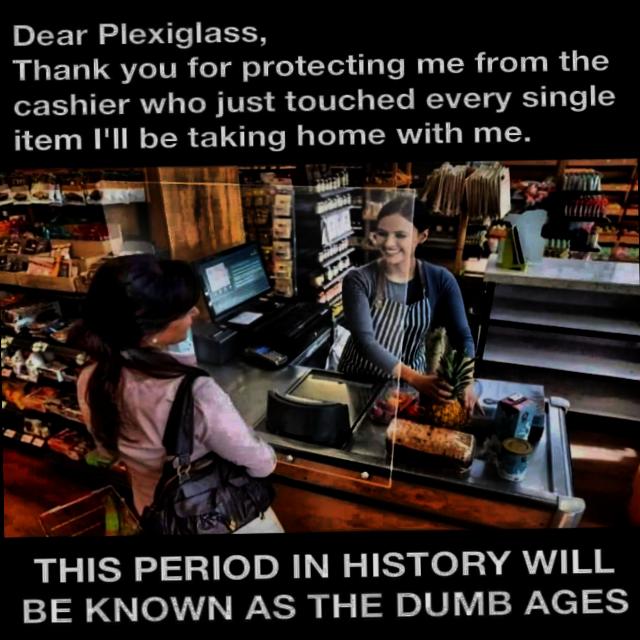 Dear Plexiglass,
Thank you for protecting me from the
cashier who just touched every single
item I'll be taking home with me.
THIS PERIOD IN HISTORY WILL
BE KNOWN AS THE DUMB AGES